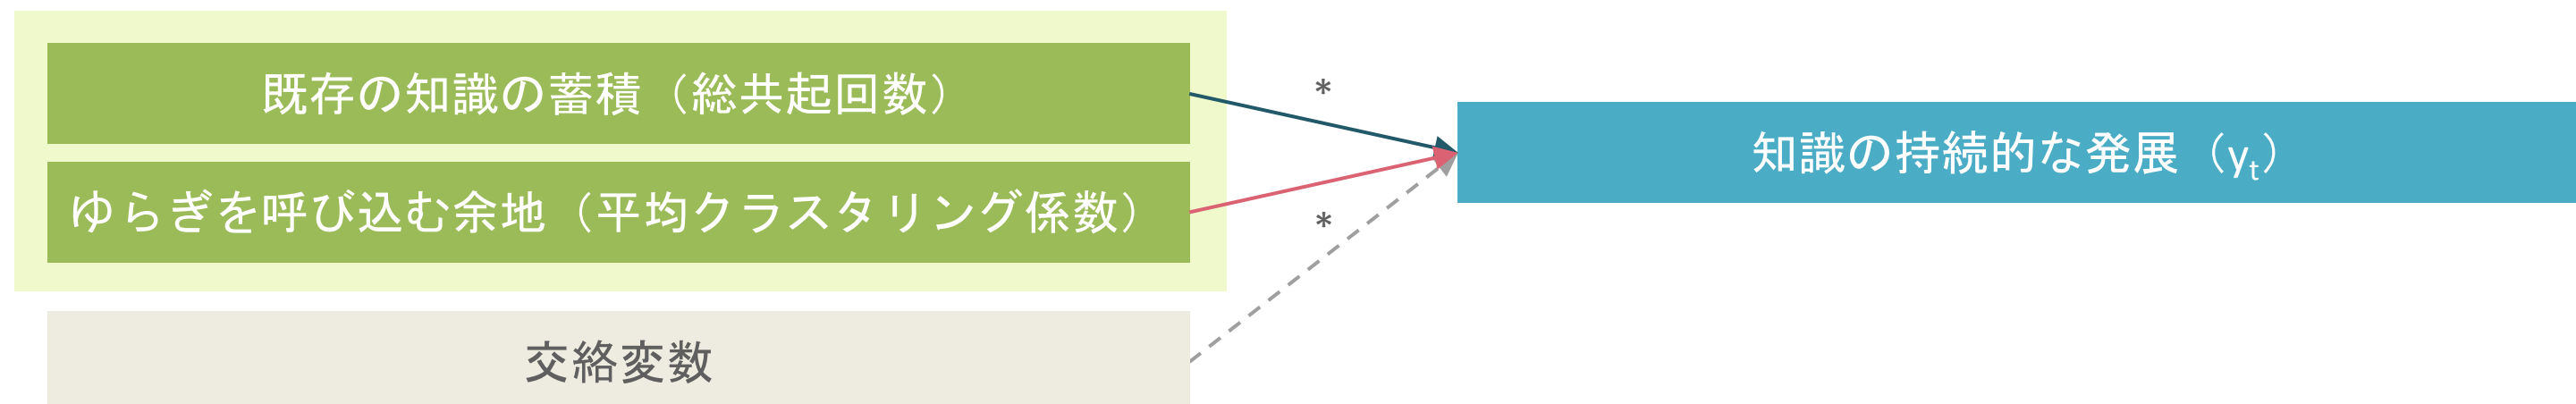 既存の知識の蓄積（総共起回数）
*
知識の持続的な発展（yt）
ゆらぎを呼び込む余地（平均クラスタリング係数）
*
交絡変数